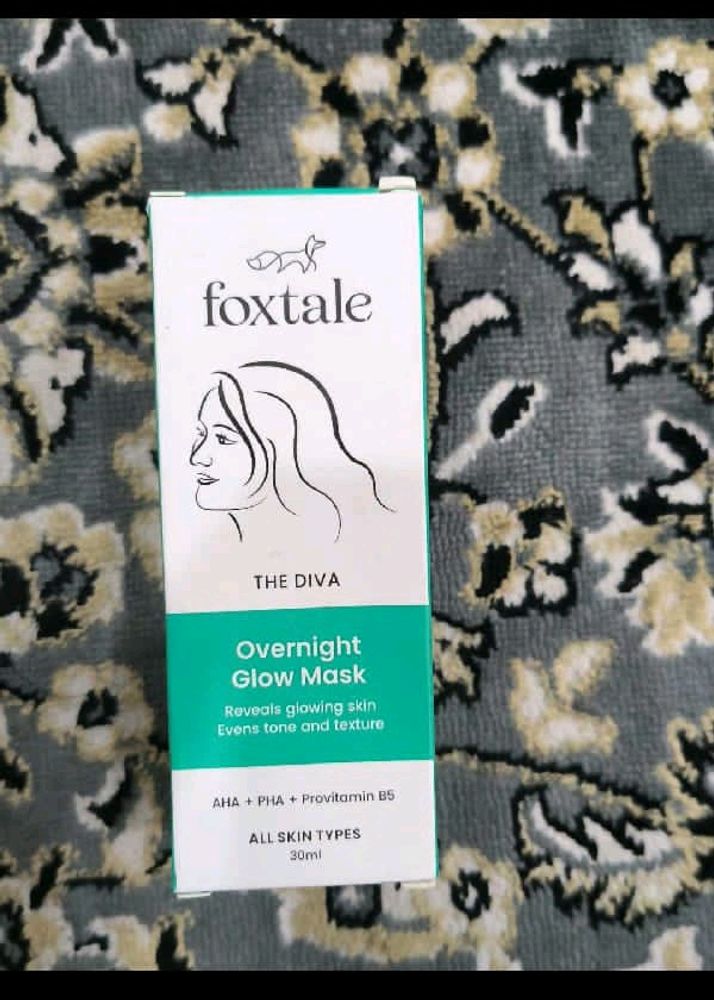 foxtale
THE DIVA
Overnight
Glow Mask
Reveals glowing skin
Evens tone and texture
AHA + PHA + Provitamin B5
ALL SKIN TYPES
30ml